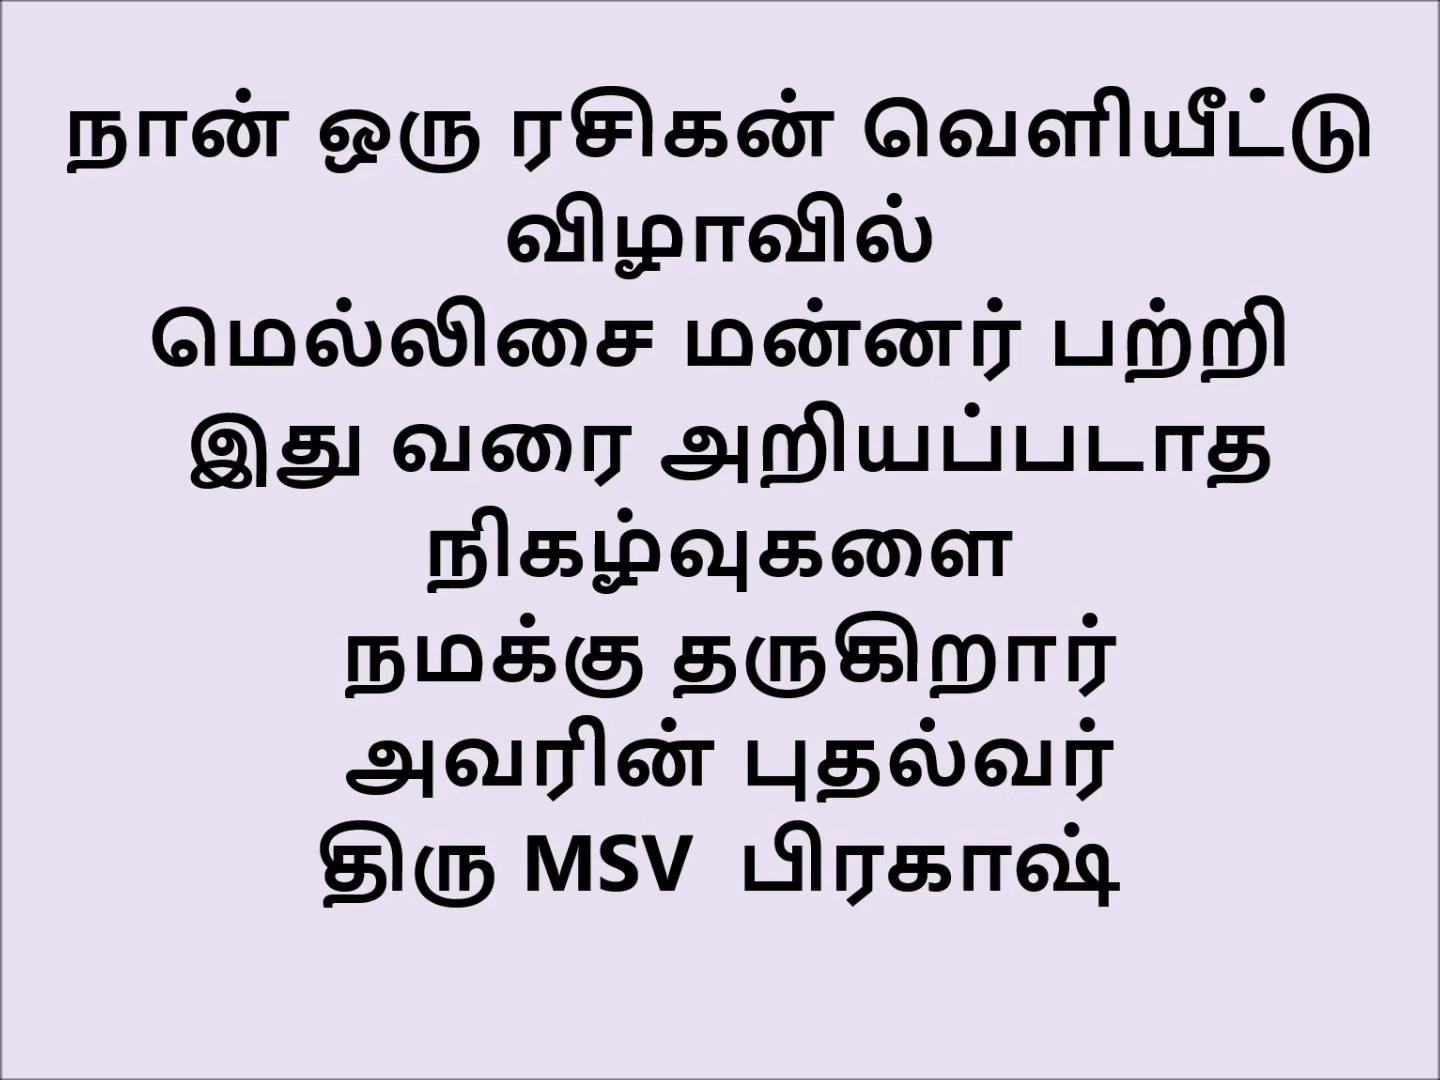 நான் ஒரு ரசிகன் வெளியீட்டு
விழாவில்
மெல்லிசை மன்னர் பற்றி
இது வரை அறியப்படாத
நிகழ்வுகளை
நமக்கு தருகிறார்
அவரின் புதல்வர்
திரு MSV பிரகாஷ்